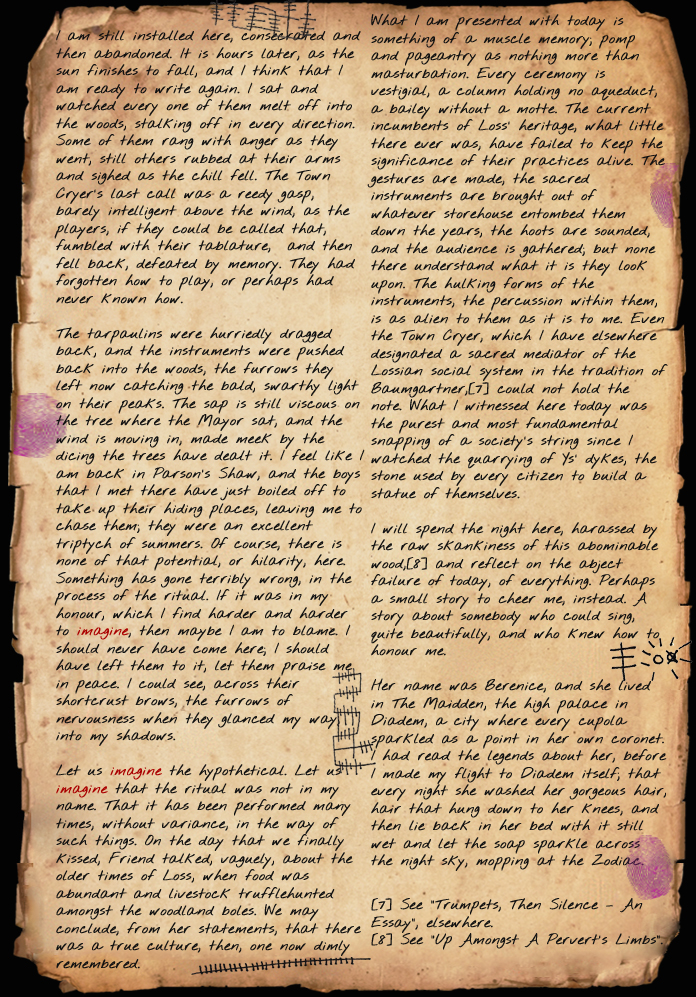 I am still installed here, consecrated and
then abandoned. It is hours later, as the
sun finishes to fall, and I think that I
am ready to write again. I sat and
watched every one of them melt off into
the woods, stalking off in every direction.
Some of them rang with anger as they
went, still others rubbed at their arms
and sighed as the chill fell. The Town
Cryer's last call was a reedy gasp,
barely intelligent above the wind, as the
players, if they could be called that,
fumbled with their tablature, and then
fell back, defeated by memory. They had
forgotten how to play, or perhaps had
never known how.
The tarpaulins were hurriedly dragged
back, and the instruments were pushed
back into the woods, the furrows they
left now catching the bald, swarthy light
on their peaks. The sap is still viscous on
the tree where the Mayor sat, and the
wind is moving in, made meek by the
dicing the trees have dealt it. I feel like I
am back in Parson's Shaw, and the boys
that I met there have just boiled off to
take up their hiding places, leaving me to
chase them; they were an excellent
triptych of summers. Of course, there is
none of that potential, or hilarity, here.
Something has gone terribly wrong, in the
process of the ritual. If it was in my
honour, which I find harder and harder
to imagine, then maybe I am to blame. I
should never have come here; I should
have left them to it, let them praise me
in peace. I could see, across their
shortcrust brows, the furrows of
nervousness when they glanced my way,
into my shadows.
Let us imagine the hypothetical. Let us
imagine that the ritual was not in my
name. That it has been performed many
times, without variance, in the way of
such things. On the day that we finally
kissed, Friend talked, vaguely, about the
older times of Loss, when food was
abundant and livestock trufflehunted
amongst the woodland boles. We may
conclude, from her statements, that there
was a true culture, then, one now dimly
remembered.
What I am presented with today is
something of a muscle memory; pomp
and pageantry as nothing more than
masturbation. Every ceremony is
vestigial, a column holding no aqueduct,
a bailey without a motte. The current
incumbents of Loss' heritage, what little
there ever was, have failed to keep the
significance of their practices alive. The
gestures are made, the sacred
instruments are brought out of
whatever storehouse entombed them
down the years, the hoots are sounded,
and the audience is gathered, but none
there understand what it is they look
upon. The hulking forms of the
instruments, the percussion within them,
is as alien to them as it is to me. Even
the Town Cryer, which I have elsewhere
designated a sacred mediator of the
Lossian social system in the tradition of
Baumgartner,[7] could not hold the
note. What I witnessed here today was
the purest and most fundamental
snapping of a society's string since I
watched the quarrying of Ys' dykes, the
stone used by every citizen to build a
statue of themselves.
I will spend the night here, harassed by
the raw skankiness of this abominable
wood,[8] and reflect on the abject
failure of today, of everything. Perhaps
a small story to cheer me, instead. A
story about somebody who could sing,
quite beautifully, and who knew how to
honour me.
Her name was Berenice, and she lived
in The Maidden, the high palace in
Diadem, a city where every cupola
sparkled as a point in her own coronet.
I had read the legends about her, before
I made my flight to Diadem itself, that
every night she washed her gorgeous hair,
hair that hung down to her knees, and
then lie back in her bed with it still
wet and let the soap sparkle across
the night sky, mopping at the Zodiac.
[7] See "Trumpets, Then Silence - An
Essay", elsewhere.
[8] See "Up Amongst A Pervert's Limbs".